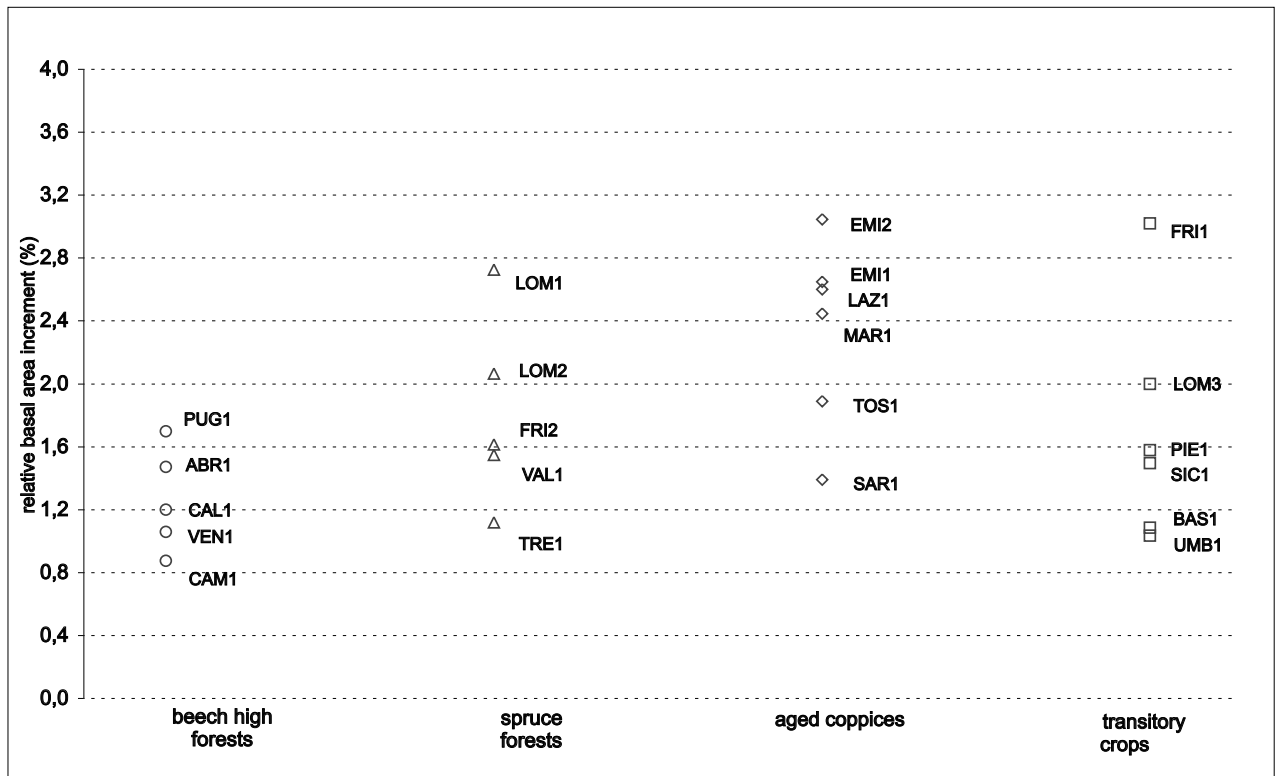 4,0
3,6
3,2
2,8
2,4
2,0
1,6
1,2
0,8
0,4
0,0
relative basal area increment (%)
PUG1
ABR1
CAL1
VEN1
CAM1
LOM1
LOM2
FRI2
VAL1
TRE1
EMI2
EMI1
LAZ1
MAR1
TOS1
SAR1
FRI1
LOM3
PIE1
SIC1
BAS1
UMB1
beech high
forests
spruce
forests
aged coppices
transitory
crops